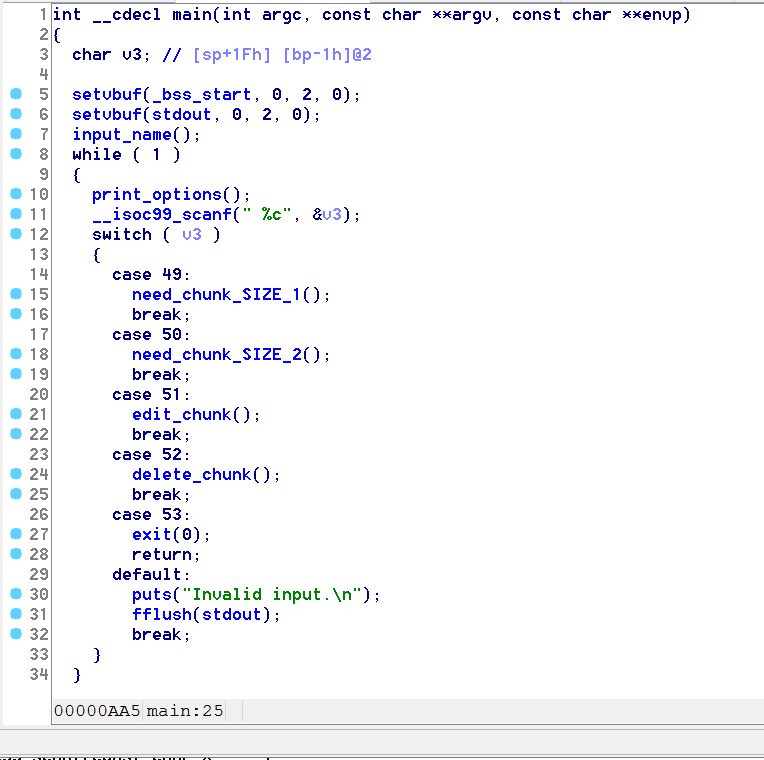 1 int __cdecl main(int argc, const char **argv, const char **envp)
2 {
3   char v3; // [sp+1Fh] [bp-1h]@2
4
5   setvbuf(_bss_start, 0, 2, 0);
6   setvbuf(stdout, 0, 2, 0);
7   input_name();
8   while ( 1 )
9   {
10     print_options();
11     __isoc99_scanf(" %c", &v3);
12     switch ( v3 )
13     {
14       case 49:
15         need_chunk_SIZE_1();
16         break;
17       case 50:
18         need_chunk_SIZE_2();
19         break;
20       case 51:
21         edit_chunk();
22         break;
23       case 52:
24         delete_chunk();
25         break;
26       case 53:
27         exit(0);
28         return;
29       default:
30         puts("Invalid input.\n");
31         fflush(stdout);
32         break;
33     }
34   }
00000AA5 main:25